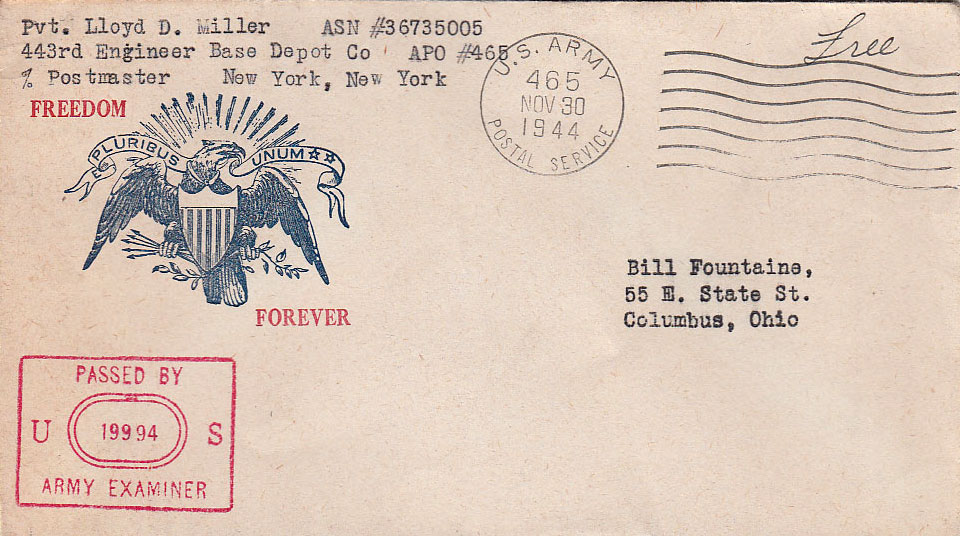 Pvt. Lloyd D. Miller ASN #36735005
443rd Engineer Base Depot Co APO #465
% Postmaster New York, New York
FREEDOM
E PLURIBUS UNUM
FOREVER
U.S. ARMY
465
NOV 30
1944
POSTAL SERVICE
Free
Bill Fountaine,
55 E. State St.
Columbus, Ohio
PASSED BY
U 19994 S
ARMY EXAMINER